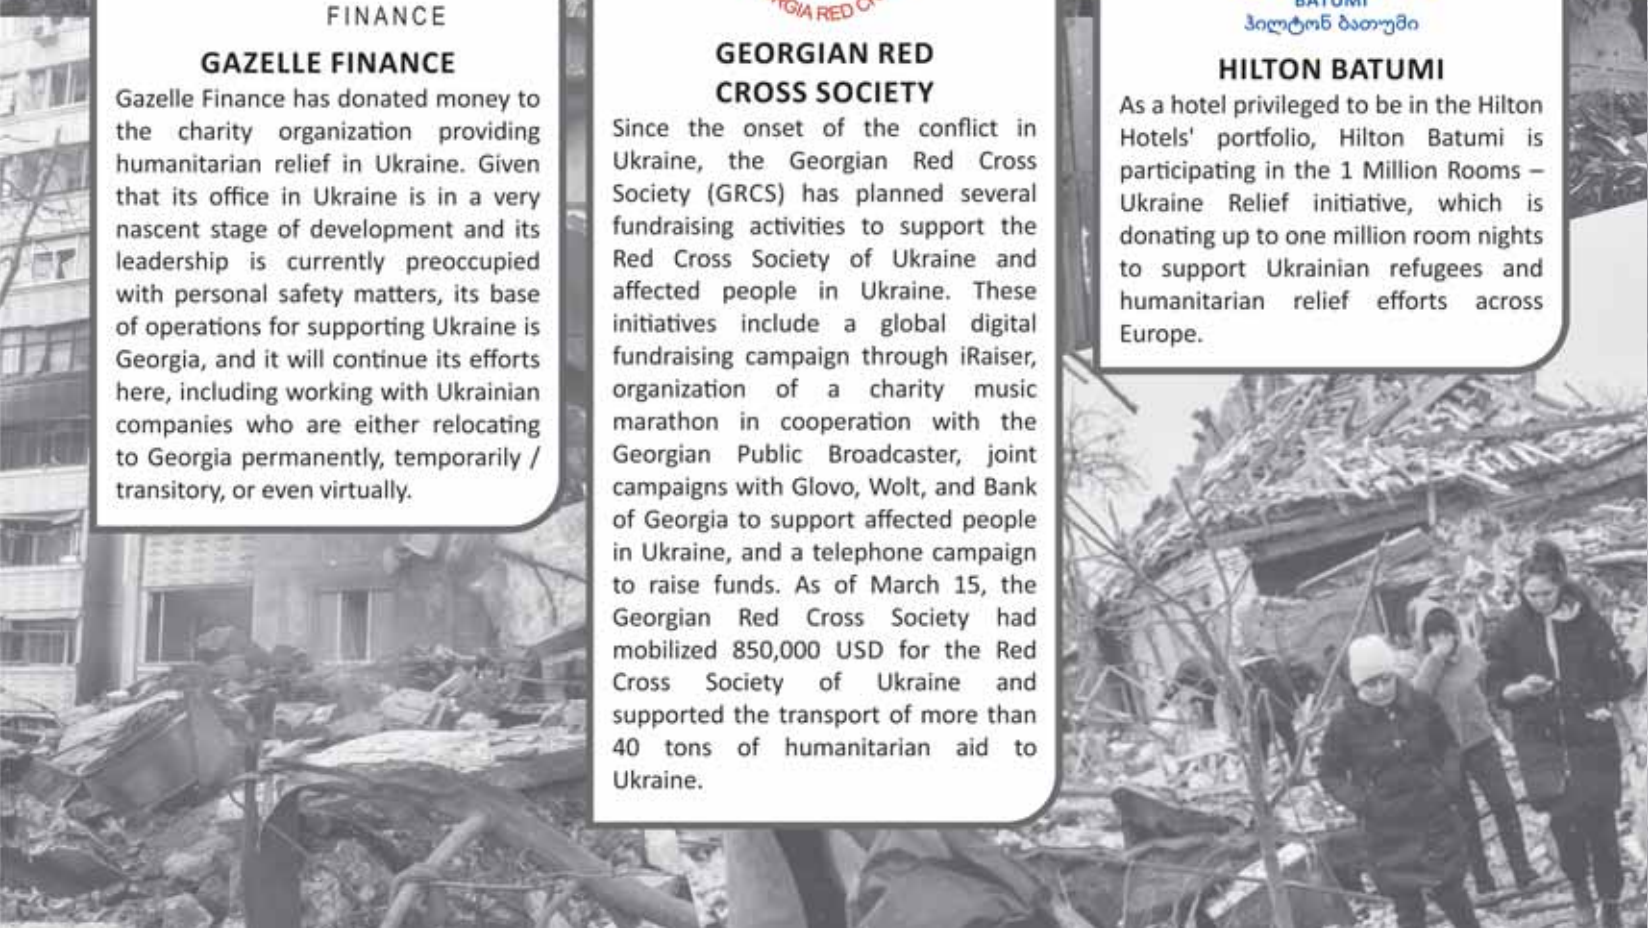 FINANCE
GAZELLE FINANCE
Gazelle Finance has donated money to
the charity organization providing
humanitarian relief in Ukraine. Given
that its office in Ukraine is in a very
nascent stage of development and its
leadership is currently preoccupied
with personal safety matters, its base
of operations for supporting Ukraine is
Georgia, and it will continue its efforts
here, including working with Ukrainian
companies who are either relocating
to Georgia permanently, temporarily /
transitory, or even virtually.
RED
GEORGIAN RED
CROSS SOCIETY
Since the onset of the conflict in
Ukraine, the Georgian Red Cross
Society (GRCS) has planned several
fundraising activities to support the
Red Cross Society of Ukraine and
affected people in Ukraine. These
initiatives include a global digital
fundraising campaign through iRaiser,
organization of a charity music
marathon in cooperation with the
Georgian Public Broadcaster, joint
campaigns with Glovo, Wolt, and Bank
of Georgia to support affected people
in Ukraine, and a telephone campaign
to raise funds. As of March 15, the
Georgian Red Cross Society had
mobilized 850,000 USD for the Red
Cross Society of Ukraine and
supported the transport of more than
40 tons of humanitarian aid to
Ukraine.
BATUMI
ჰილტონ ბათუმი
HILTON BATUMI
As a hotel privileged to be in the Hilton
Hotels' portfolio, Hilton Batumi is
participating in the 1 Million Rooms –
Ukraine Relief initiative, which is
donating up to one million room nights
to support Ukrainian refugees and
humanitarian relief efforts across
Europe.